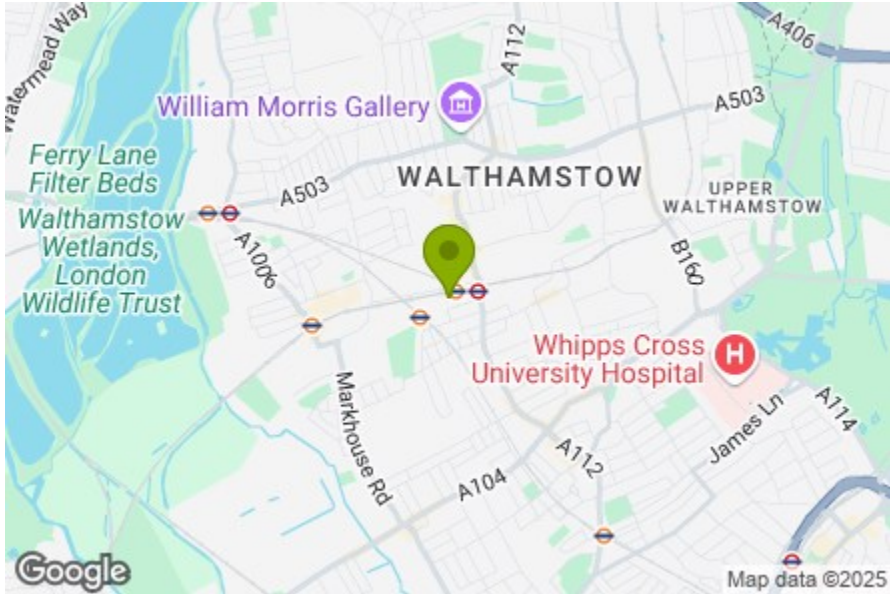 Watermead Way
A112
A406
William Morris Gallery
A503
Ferry Lane
Filter Beds
WALTHAMSTOW
UPPER
WALTHAMSTOW
A503
Walthamstow
Wetlands,
London
Wildlife Trust
A1006
B160
Whipps Cross
University Hospital
H
Markhouse Rd
A114
James Ln
A112
A104
Google
Map data ©2025